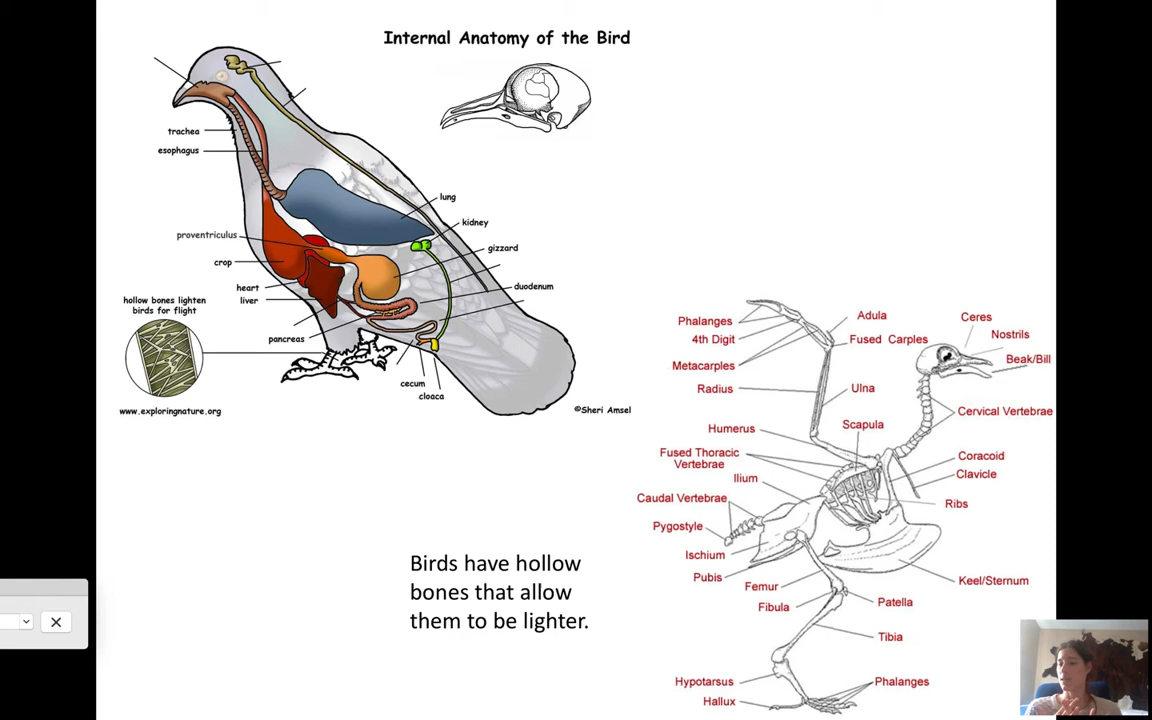 Internal Anatomy of the Bird
trachea
esophagus
lung
kidney
proventriculus
gizzard
crop
duodenum
heart
liver
hollow bones lighten
birds for flight
pancreas
cecum
cloaca
www.exploringnature.org
©Sheri Amsel
Birds have hollow
bones that allow
them to be lighter.
Phalanges
4th Digit
Metacarples
Radius
Humerus
Fused Thoracic
Vertebrae
Ilium
Caudal Vertebrae
Pygostyle
Ischium
Pubis
Femur
Fibula
Hypotarsus
Hallux
Adula
Fused Carples
Ulna
Scapula
Ceres
Nostrils
Beak/Bill
Cervical Vertebrae
Coracoid
Clavicle
Ribs
Keel/Sternum
Patella
Tibia
Phalanges